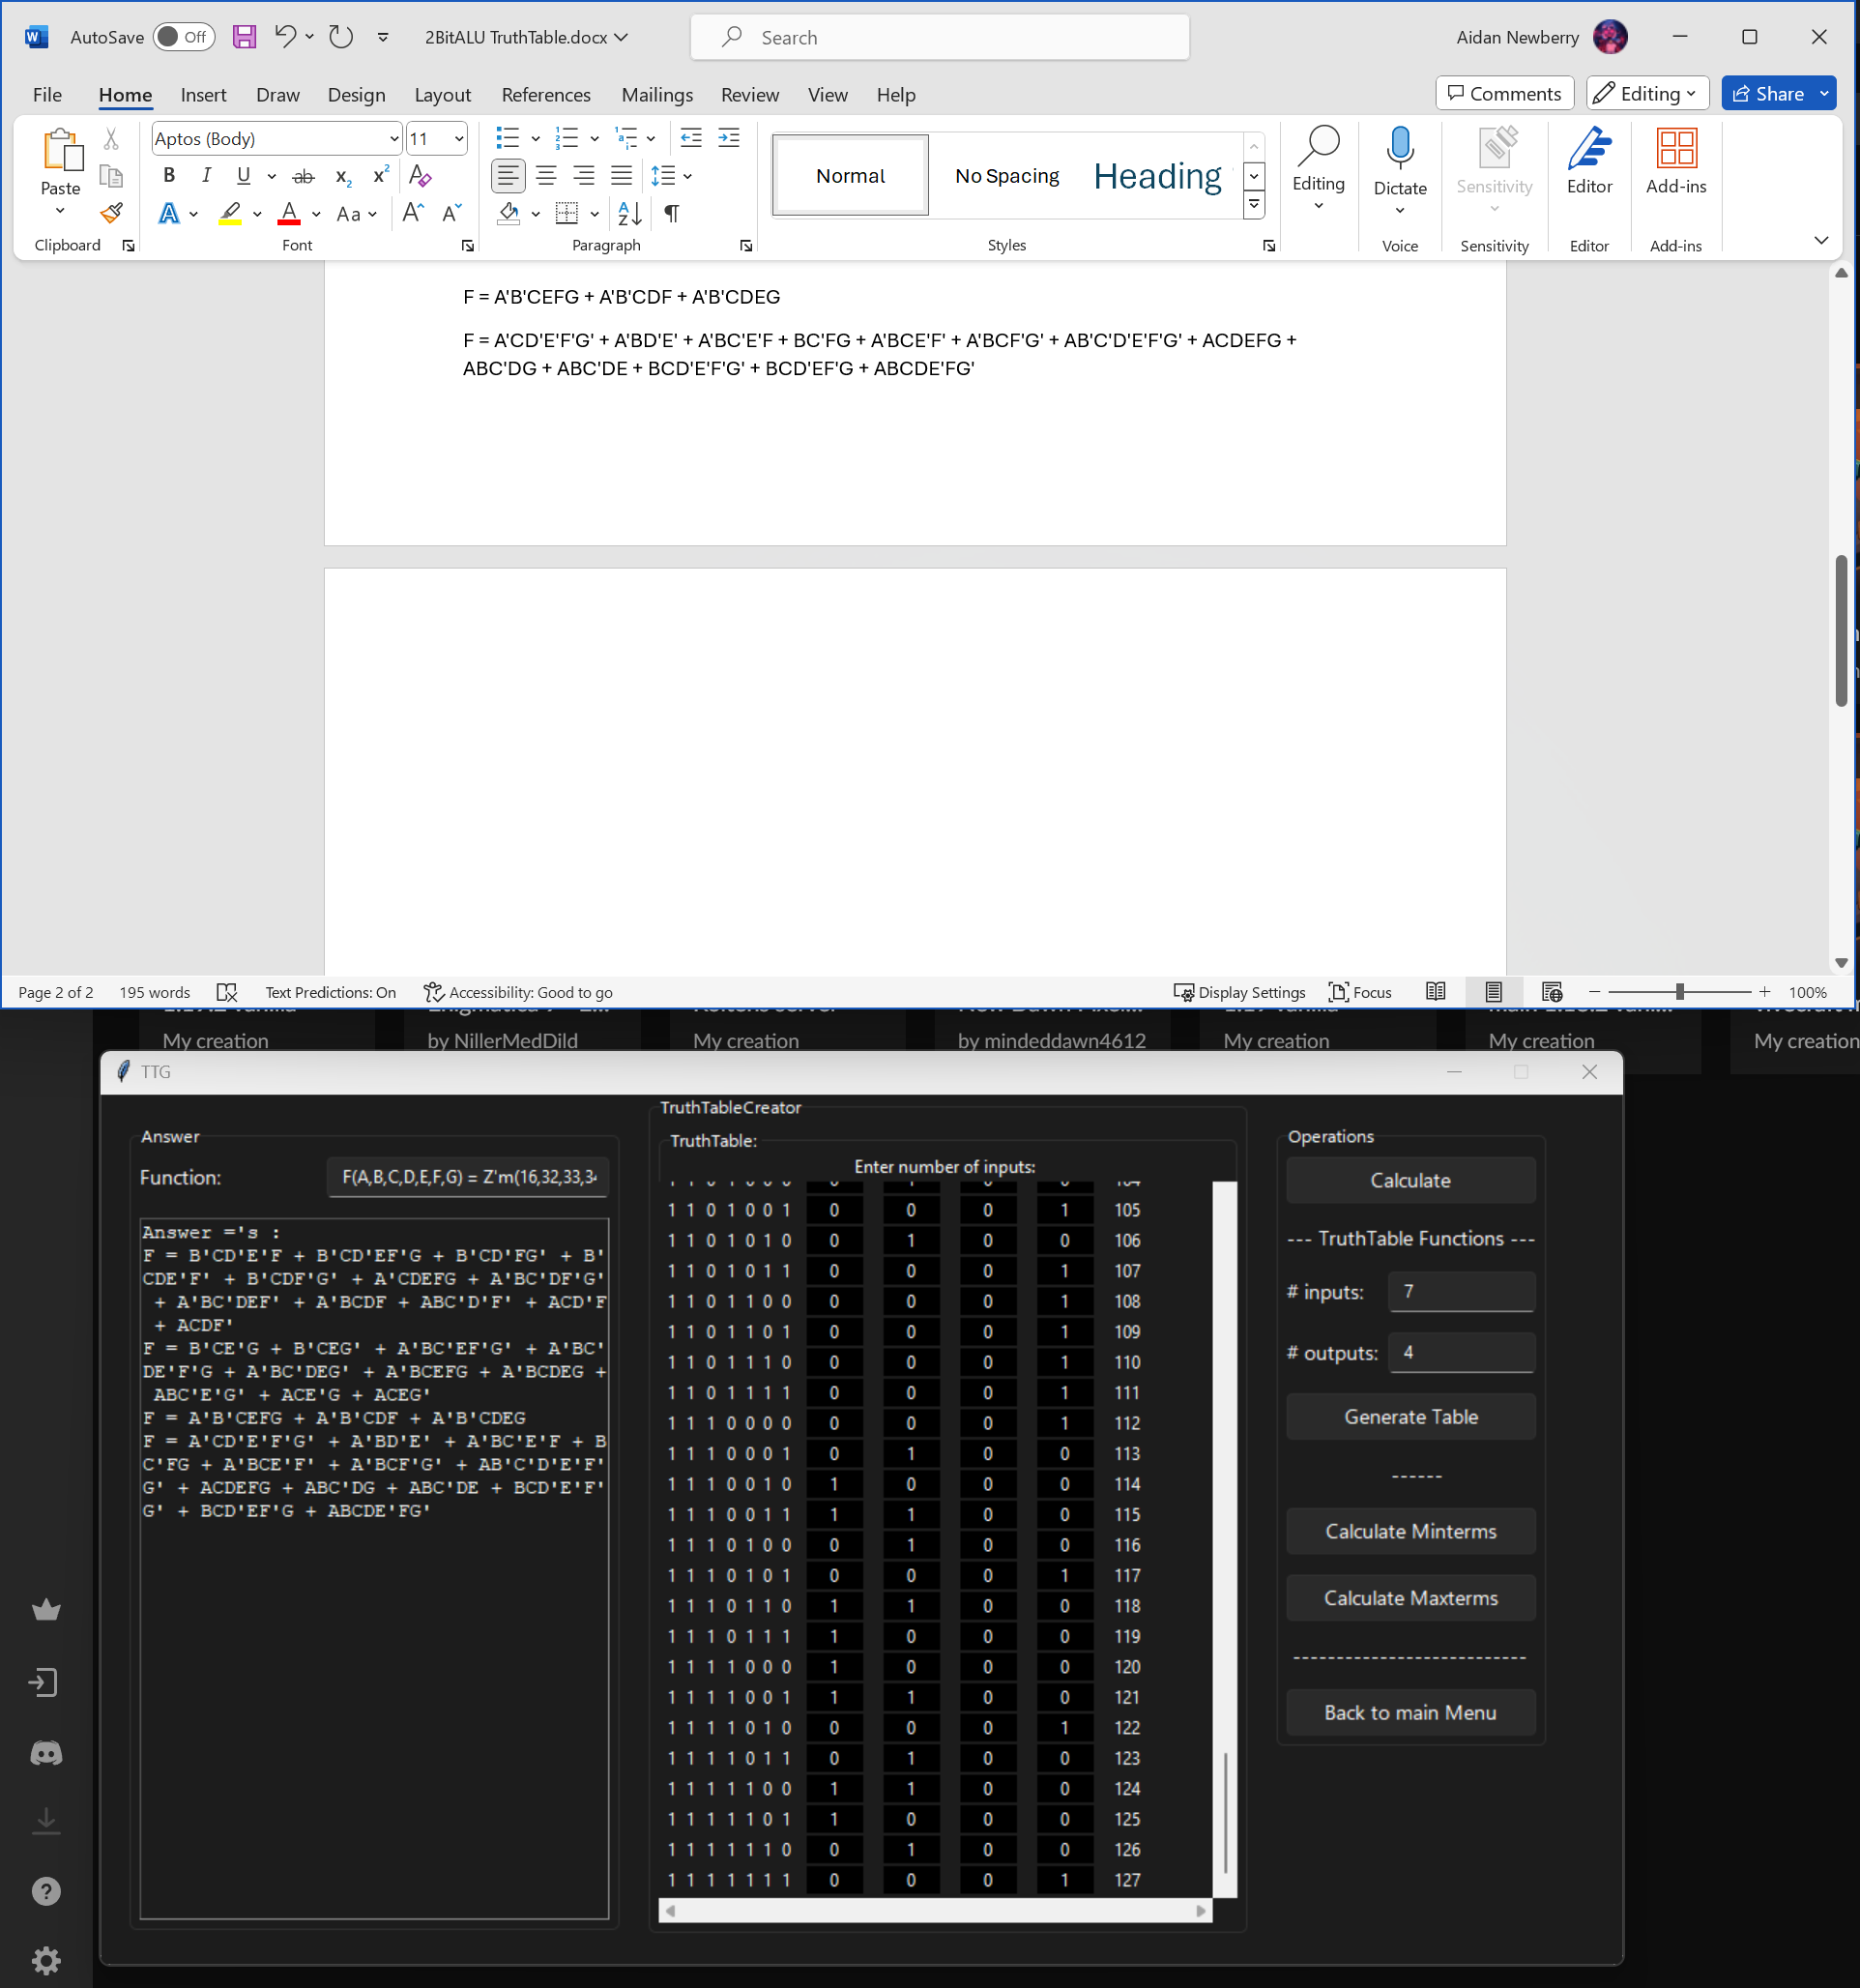 AutoSave Off 2BitALU TruthTable.docx Search Aidan Newberry
File Home Insert Draw Design Layout References Mailings Review View Help Comments Editing Share
Paste
Clipboard
Aptos (Body) 11
B I U ab x2 x2 A
A A Aa A A
Font
Paragraph
Normal No Spacing Heading
Styles
Editing
Dictate
Voice
Sensitivity
Sensitivity
Editor
Editor
Add-ins
Add-ins
F = A'B'CEFG + A'B'CDF + A'B'CDEG
F = A'CD'E'F'G' + A'BD'E' + A'BC'E'F + BC'FG + A'BCE'F' + A'BCF'G' + AB'C'D'E'F'G' + ACDEFG +
ABC'DG + ABC'DE + BCD'E'F'G' + BCD'EF'G + ABCDE'FG'
Page 2 of 2 195 words Text Predictions: On Accessibility: Good to go Display Settings Focus 100%
My creation by NillerMedDild My creation by mindeddawn4612 My creation My creation My creation
TTG
Answer
Function: F(A,B,C,D,E,F,G) = Z'm(16,32,33,34
Answer ='s :
F = B'CD'E'F + B'CD'EF'G + B'CD'FG' + B'
CDE'F' + B'CDF'G' + A'CDEFG + A'BC'DF'G'
+ A'BC'DEF' + A'BCDF + ABC'D'F' + ACD'F
+ ACDF'
F = B'CE'G + B'CEG' + A'BC'EF'G' + A'BC'
DE'F'G + A'BC'DEG' + A'BCEFG + A'BCDEG +
ABC'E'G' + ACE'G + ACEG'
F = A'B'CEFG + A'B'CDF + A'B'CDEG
F = A'CD'E'F'G' + A'BD'E' + A'BC'E'F + B
C'FG + A'BCE'F' + A'BCF'G' + AB'C'D'E'F'
G' + ACDEFG + ABC'DG + ABC'DE + BCD'E'F'
G' + BCD'EF'G + ABCDE'FG'
TruthTableCreator
TruthTable:
Enter number of inputs:
1 1 0 1 0 0 0 0 1 0 0 104
1 1 0 1 0 0 1 0 0 0 1 105
1 1 0 1 0 1 0 0 1 0 0 106
1 1 0 1 0 1 1 0 0 0 1 107
1 1 0 1 1 0 0 0 0 0 1 108
1 1 0 1 1 0 1 0 0 0 1 109
1 1 0 1 1 1 0 0 0 0 1 110
1 1 0 1 1 1 1 0 0 0 1 111
1 1 1 0 0 0 0 0 0 0 1 112
1 1 1 0 0 0 1 0 1 0 0 113
1 1 1 0 0 1 0 1 0 0 0 114
1 1 1 0 0 1 1 1 1 0 0 115
1 1 1 0 1 0 0 0 1 0 0 116
1 1 1 0 1 0 1 0 0 0 1 117
1 1 1 0 1 1 0 1 1 0 0 118
1 1 1 0 1 1 1 1 0 0 0 119
1 1 1 1 0 0 0 1 0 0 0 120
1 1 1 1 0 0 1 1 1 0 0 121
1 1 1 1 0 1 0 0 0 0 1 122
1 1 1 1 0 1 1 0 1 0 0 123
1 1 1 1 1 0 0 1 1 0 0 124
1 1 1 1 1 0 1 1 0 0 0 125
1 1 1 1 1 1 0 0 1 0 0 126
1 1 1 1 1 1 1 0 0 0 1 127
Operations
Calculate
--- TruthTable Functions ---
# inputs: 7
# outputs: 4
Generate Table
------
Calculate Minterms
Calculate Maxterms
---------------------------
Back to main Menu